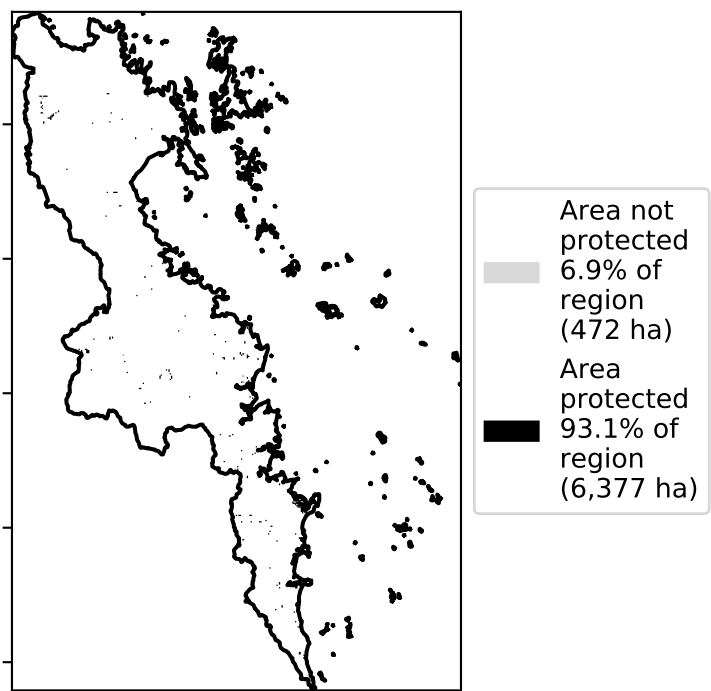 Area not
protected
6.9% of
region
(472 ha)
Area
protected
93.1% of
region
(6,377 ha)